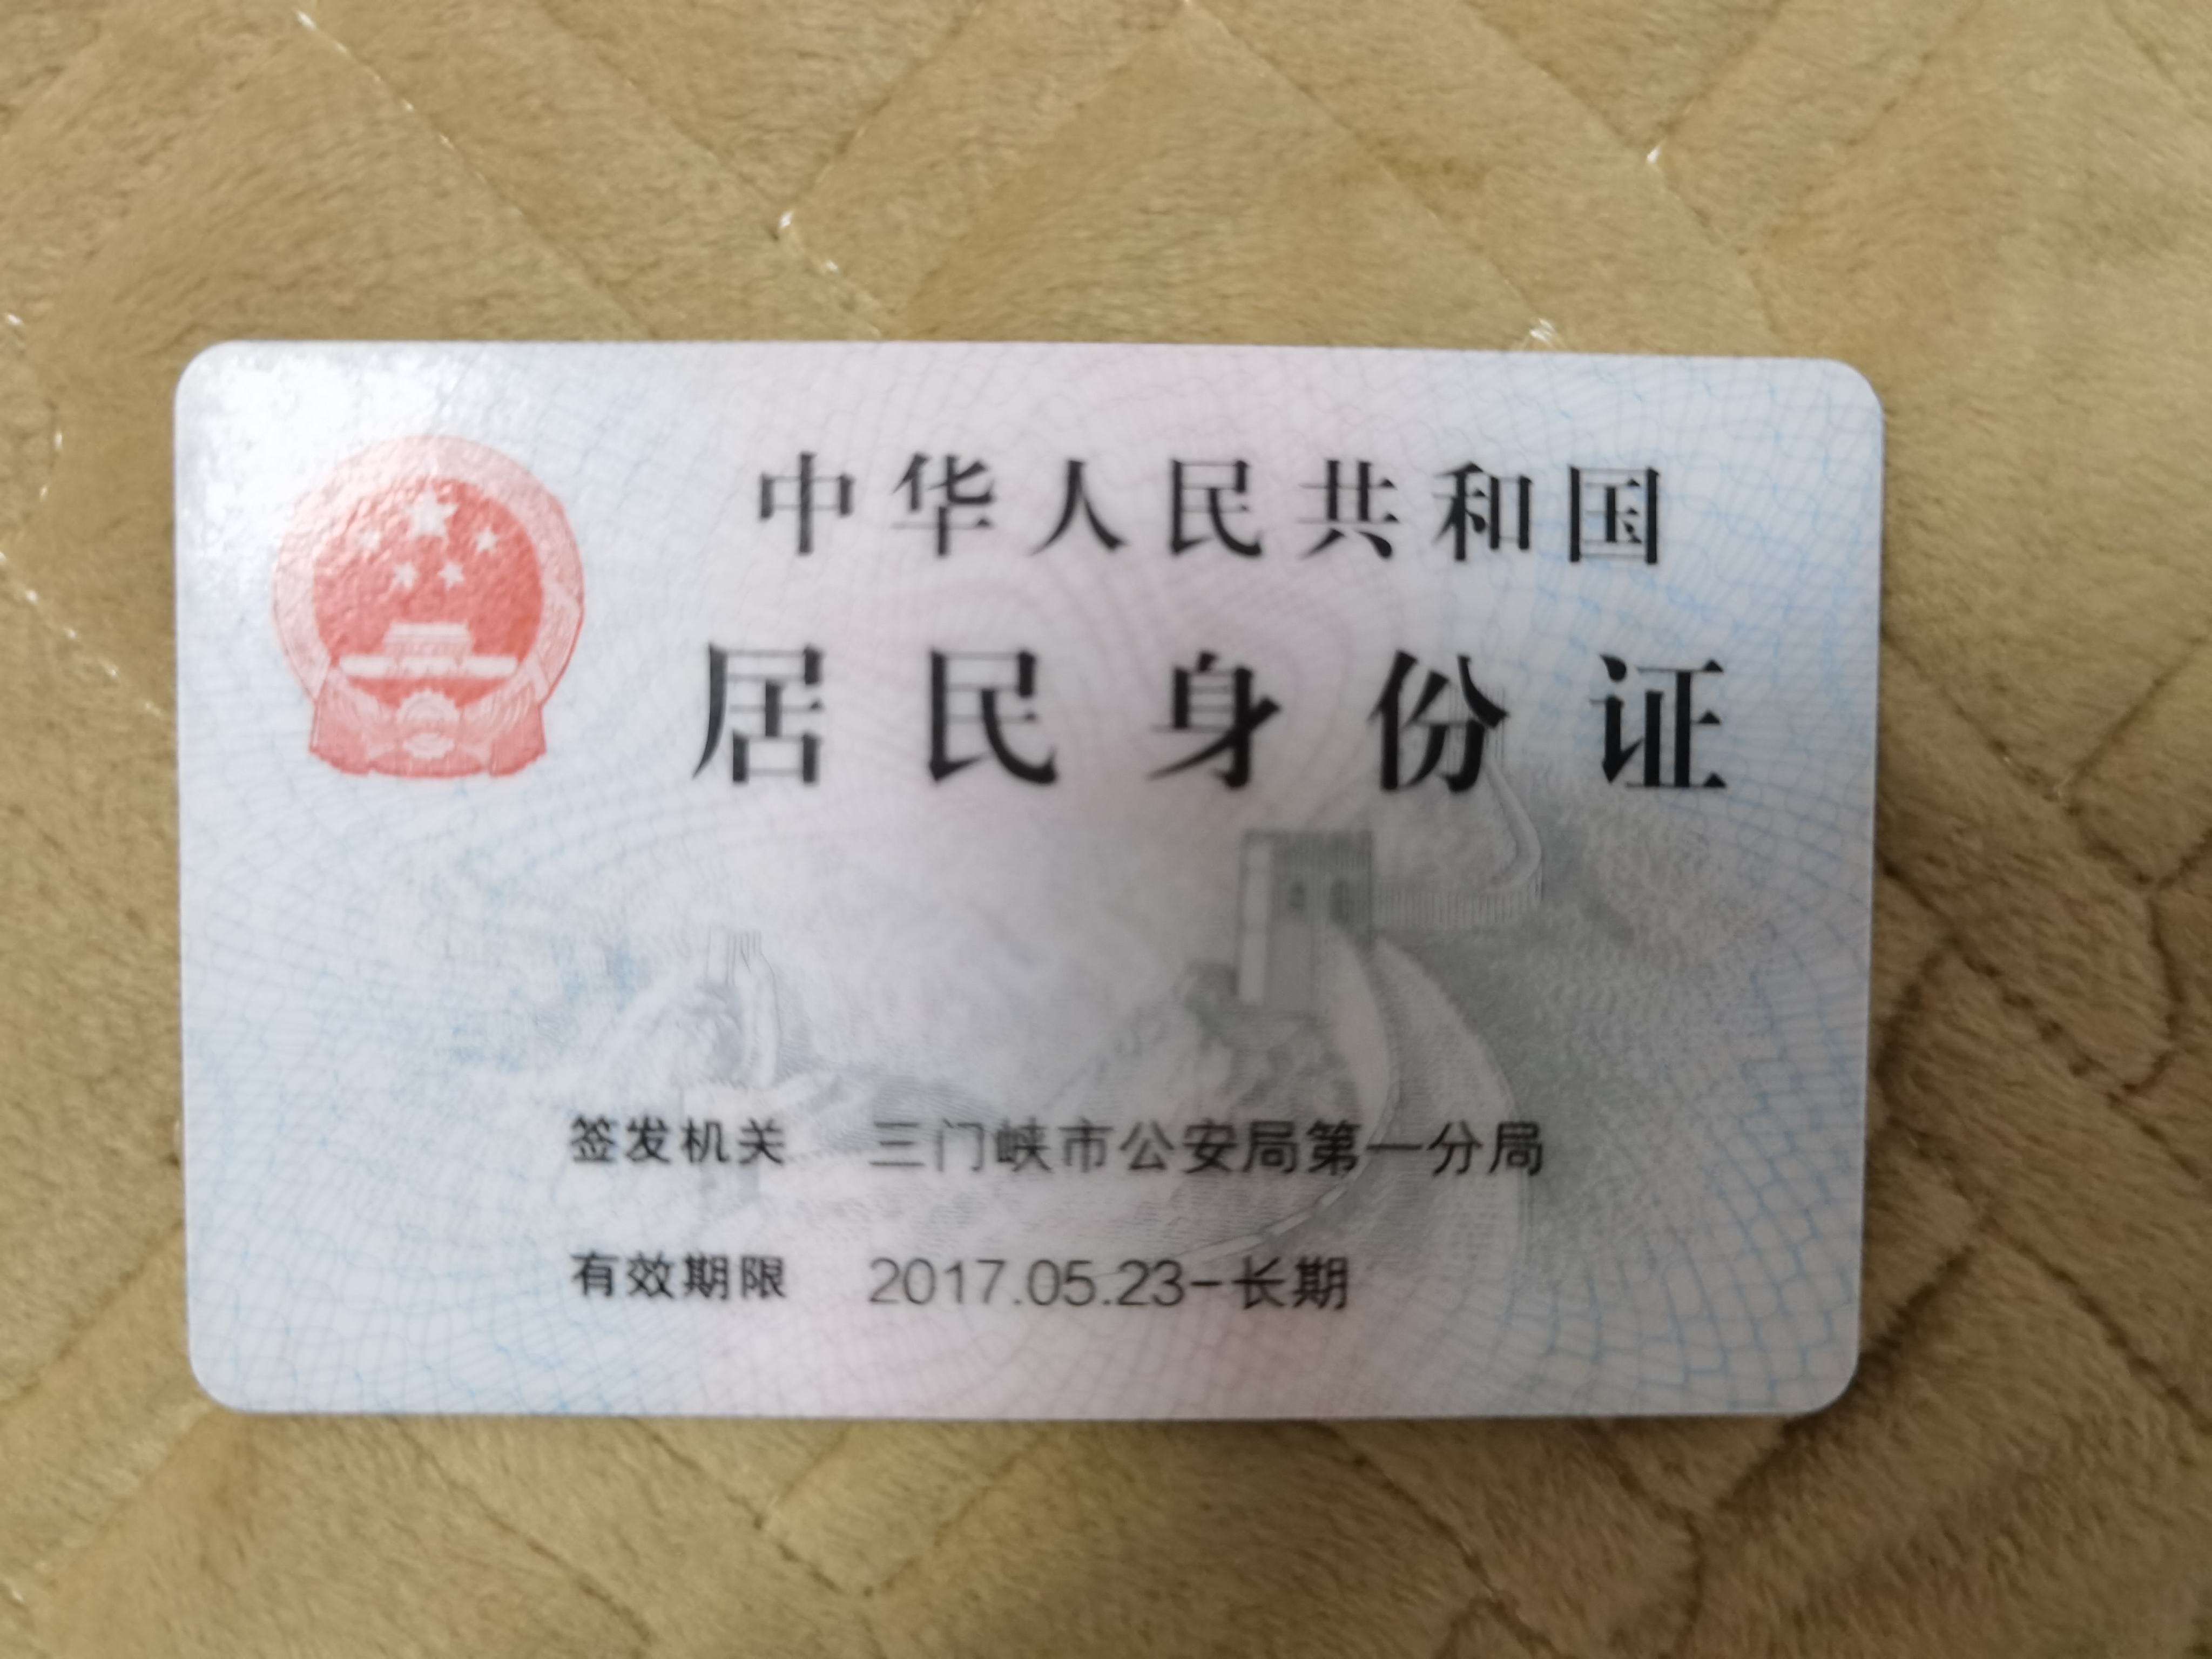 中华人民共和国
居民身份证
签发机关 三门峡市公安局第一分局
有效期限 2017.05.23-长期